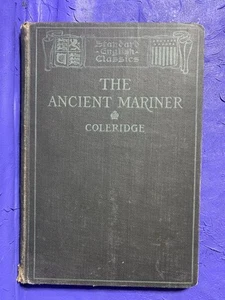 Standard
English
Classics
THE
ANCIENT MARINER
COLERIDGE